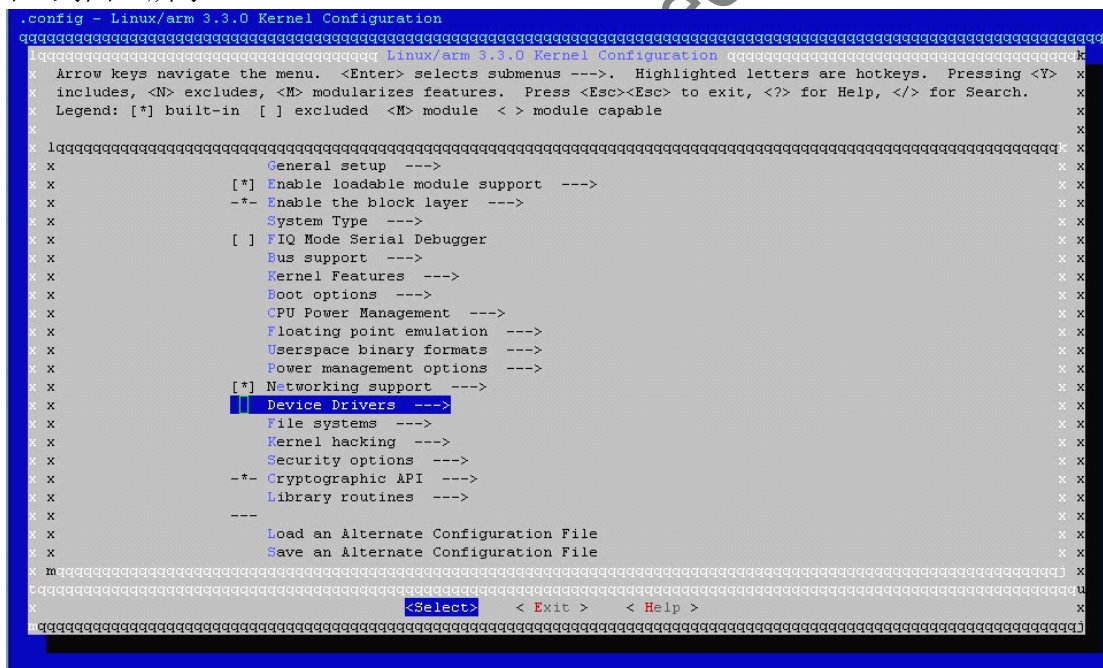 .config - Linux/arm 3.3.0 Kernel Configuration
Linux/arm 3.3.0 Kernel Configuration
Arrow keys navigate the menu. <Enter> selects submenus --->. Highlighted letters are hotkeys. Pressing <Y>
includes, <N> excludes, <M> modularizes features. Press <Esc><Esc> to exit, <?> for Help, </> for Search.
Legend: [*] built-in [ ] excluded <M> module < > module capable
General setup --->
[*] Enable loadable module support --->
-*- Enable the block layer --->
System Type --->
[ ] FIQ Mode Serial Debugger
Bus support --->
Kernel Features --->
Boot options --->
CPU Power Management --->
Floating point emulation --->
Userspace binary formats --->
Power management options --->
[*] Networking support --->
Device Drivers --->
File systems --->
Kernel hacking --->
Security options --->
-*- Cryptographic API --->
Library routines --->
---
Load an Alternate Configuration File
Save an Alternate Configuration File
<Select> < Exit > < Help >